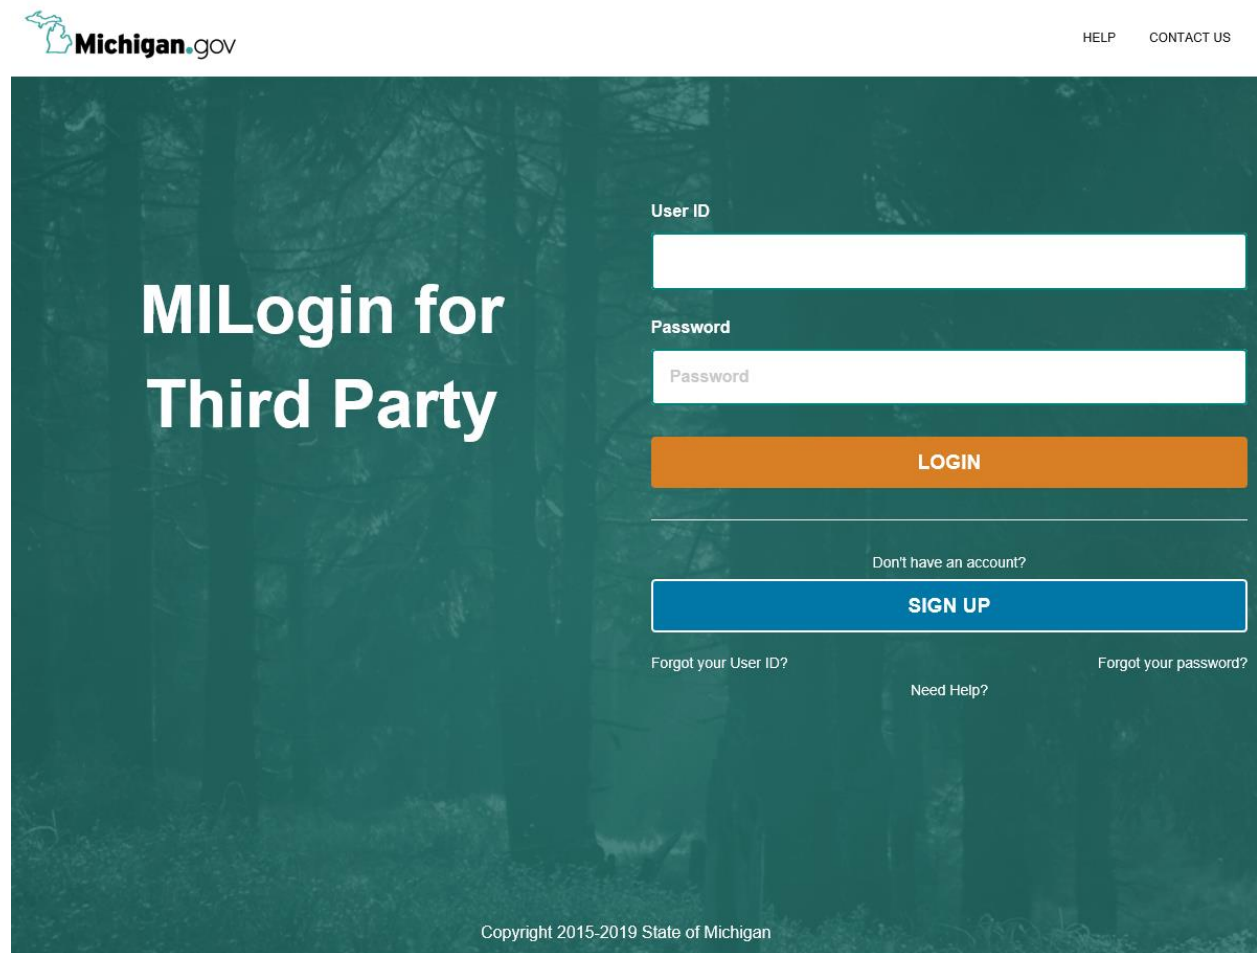 Michigan.gov
HELP CONTACT US
User ID
MILogin for
Third Party
Password
Password
LOGIN
Don't have an account?
SIGN UP
Forgot your User ID? Forgot your password?
Need Help?
Copyright 2015-2019 State of Michigan